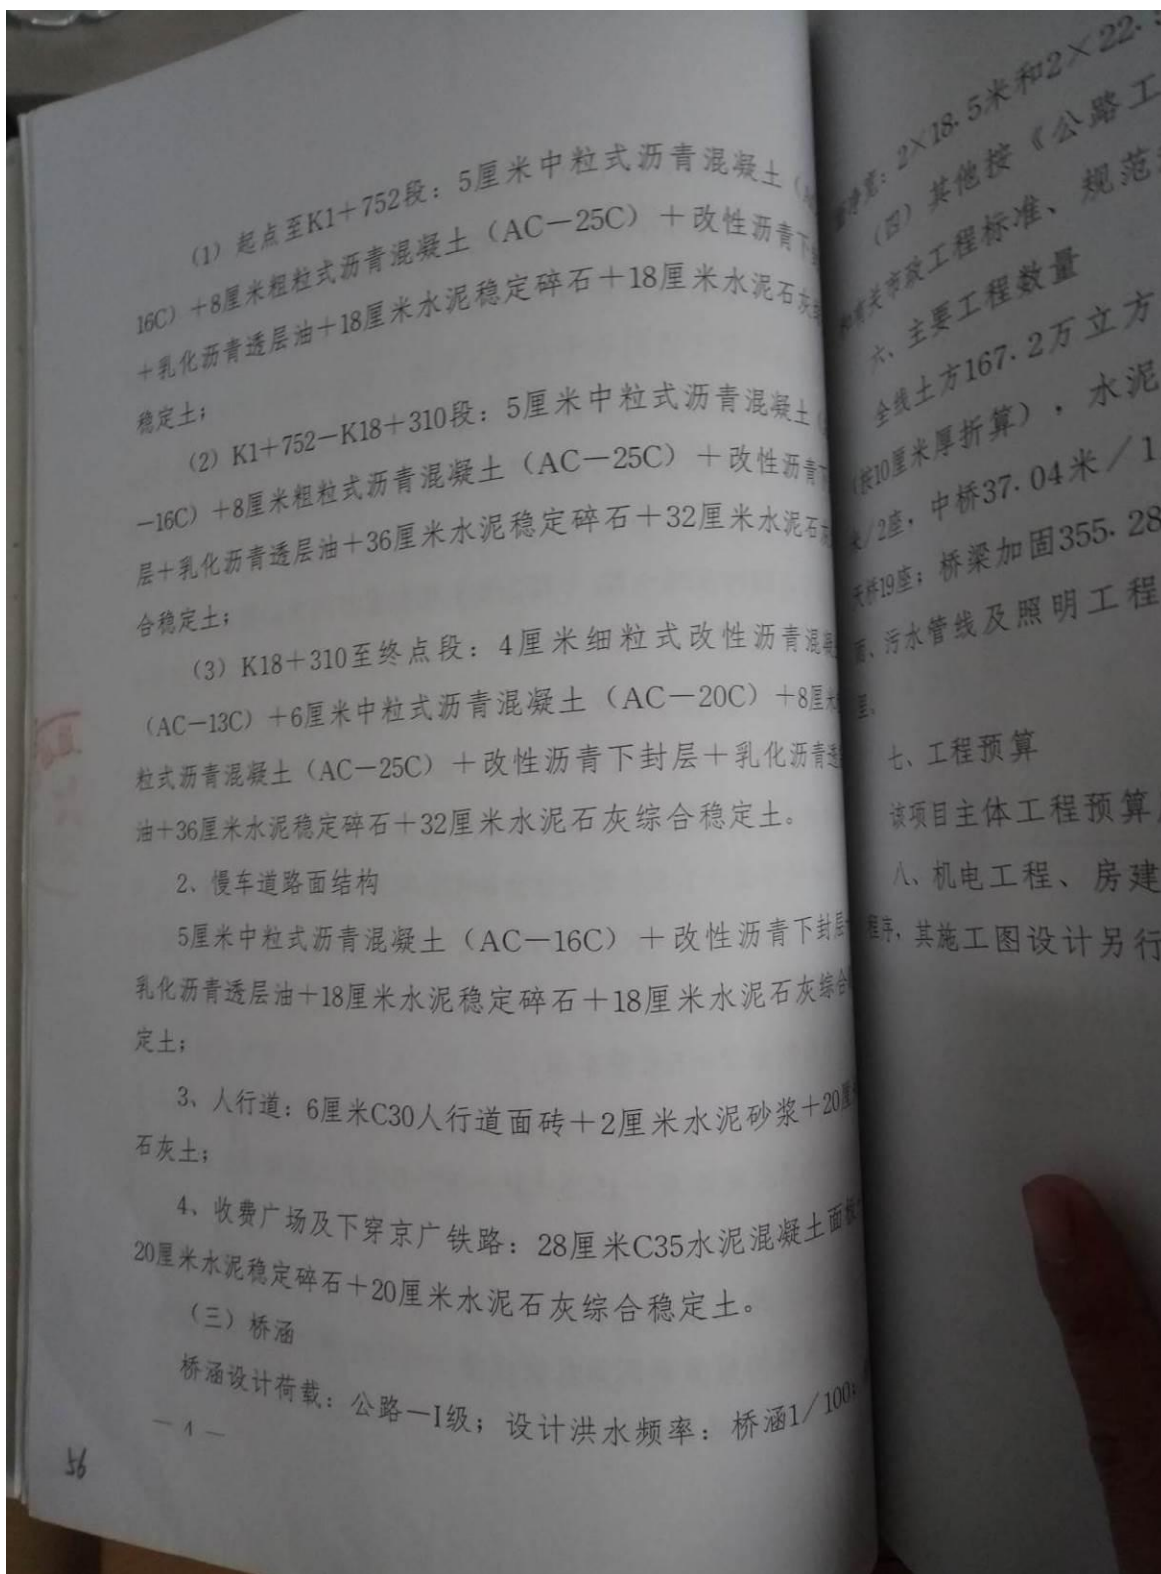 (1) 起点至K1+752段：5厘米中粒式沥青混凝土（
16C）+8厘米粗粒式沥青混凝土（AC-25C）+改性沥青下
+乳化沥青透层油+18厘米水泥稳定碎石+18厘米水泥石灰
稳定土；
(2) K1+752-K18+310段：5厘米中粒式沥青混凝土
-16C）+8厘米粗粒式沥青混凝土（AC-25C）+改性沥青
层+乳化沥青透层油+36厘米水泥稳定碎石+32厘米水泥石
合稳定土；
(3) K18+310至终点段：4厘米细粒式改性沥青混凝
（AC-13C）+6厘米中粒式沥青混凝土（AC-20C）+8厘米
粒式沥青混凝土（AC-25C）+改性沥青下封层+乳化沥青透
油+36厘米水泥稳定碎石+32厘米水泥石灰综合稳定土。
2、慢车道路面结构
5厘米中粒式沥青混凝土（AC-16C）+改性沥青下封层
乳化沥青透层油+18厘米水泥稳定碎石+18厘米水泥石灰综合
定土；
3、人行道：6厘米C30人行道面砖+2厘米水泥砂浆+20厘
石灰土；
4、收费广场及下穿京广铁路：28厘米C35水泥混凝土面板
20厘米水泥稳定碎石+20厘米水泥石灰综合稳定土。
（三）桥涵
桥涵设计荷载：公路-I级；设计洪水频率：桥涵1/100；
— 4 —
56
净宽：2×18.5米和2×22.
（四）其他按《公路工
有关市政工程标准、规范
六、主要工程数量
全线土方167.2万立方
（按10厘米厚折算），水泥
米/2座，中桥37.04米/1
天桥19座；桥梁加固355.28
面、污水管线及照明工程
里。
七、工程预算
该项目主体工程预算
八、机电工程、房建
程序，其施工图设计另行